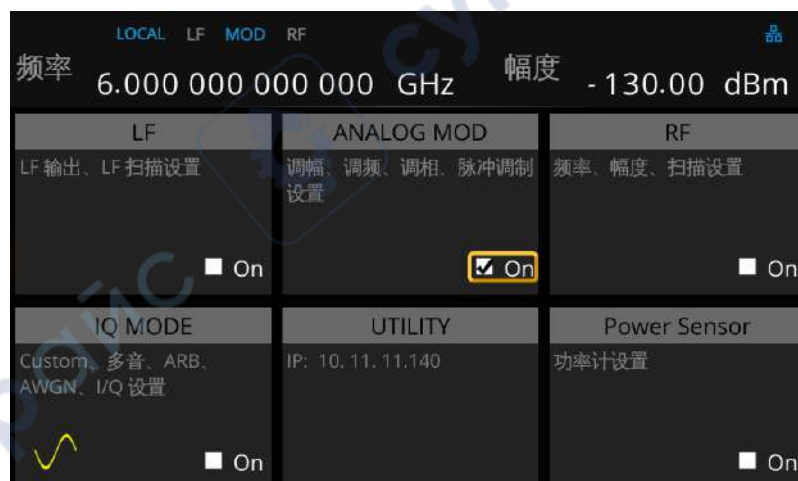 LOCAL LF MOD RF
频率 6.000 000 000 000 GHz 幅度 -130.00 dBm
LF ANALOG MOD RF
LF 输出、LF 扫描设置
调幅、调频、调相、脉冲调制
设置
频率、幅度、扫描设置
On On On
IQ MODE UTILITY Power Sensor
Custom、多音、ARB、
AWGN、I/Q 设置
IP: 10. 11. 11.140
功率计设置
On On